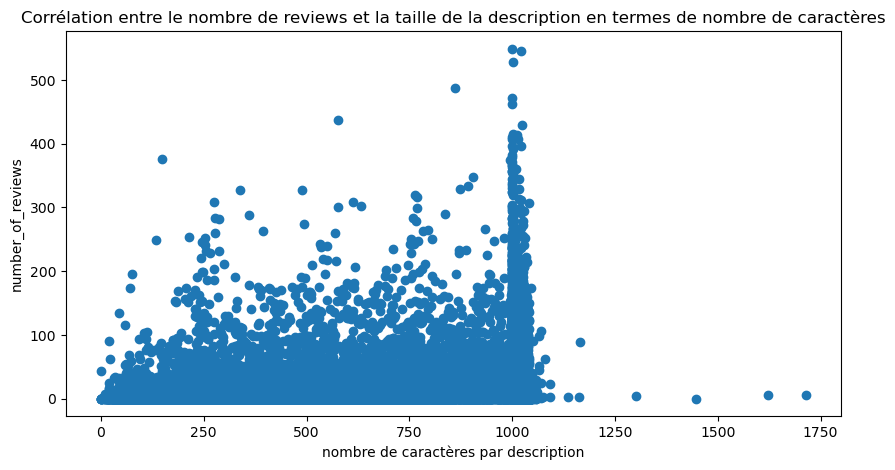 Corrélation entre le nombre de reviews et la taille de la description en termes de nombre de caractères
number_of_reviews
500
400
300
200
100
0
0 250 500 750 1000 1250 1500 1750
nombre de caractères par description